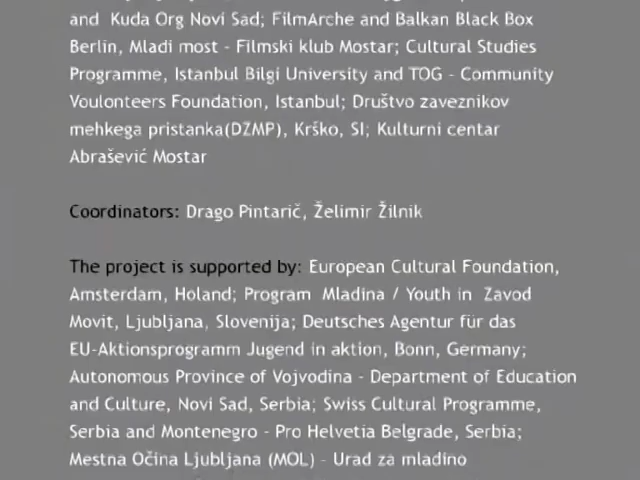 and Kuda Org Novi Sad; FilmArche and Balkan Black Box
Berlin, Mladi most - Filmski klub Mostar; Cultural Studies
Programme, Istanbul Bilgi University and TOG - Community
Voulonteers Foundation, Istanbul; Društvo zaveznikov
mehkega pristanka(DZMP), Krško, SI; Kulturni centar
Abrašević Mostar
Coordinators: Drago Pintarič, Želimir Žilnik
The project is supported by: European Cultural Foundation,
Amsterdam, Holand; Program Mladina / Youth in Zavod
Movit, Ljubljana, Slovenija; Deutsches Agentur für das
EU-Aktionsprogramm Jugend in aktion, Bonn, Germany;
Autonomous Province of Vojvodina - Department of Education
and Culture, Novi Sad, Serbia; Swiss Cultural Programme,
Serbia and Montenegro - Pro Helvetia Belgrade, Serbia;
Mestna Očina Ljubljana (MOL) - Urad za mladino